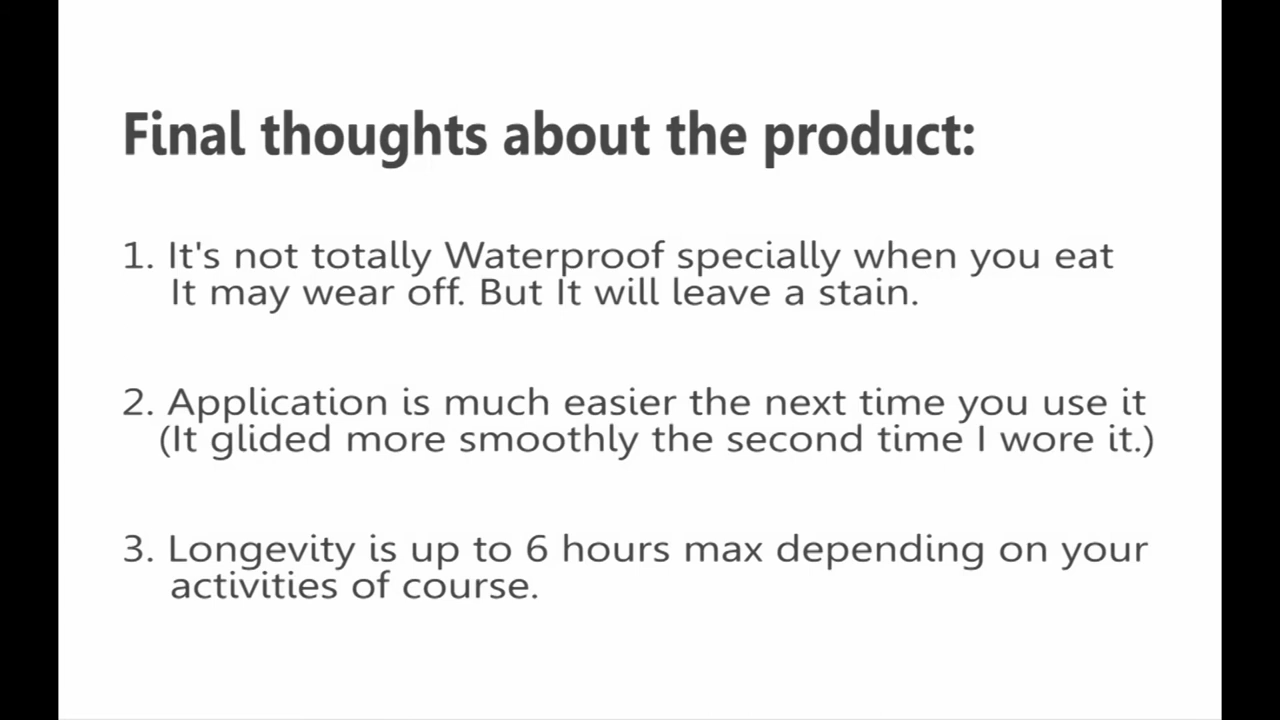 Final thoughts about the product:
1. It's not totally Waterproof specially when you eat
It may wear off. But It will leave a stain.
2. Application is much easier the next time you use it
(It glided more smoothly the second time I wore it.)
3. Longevity is up to 6 hours max depending on your
activities of course.